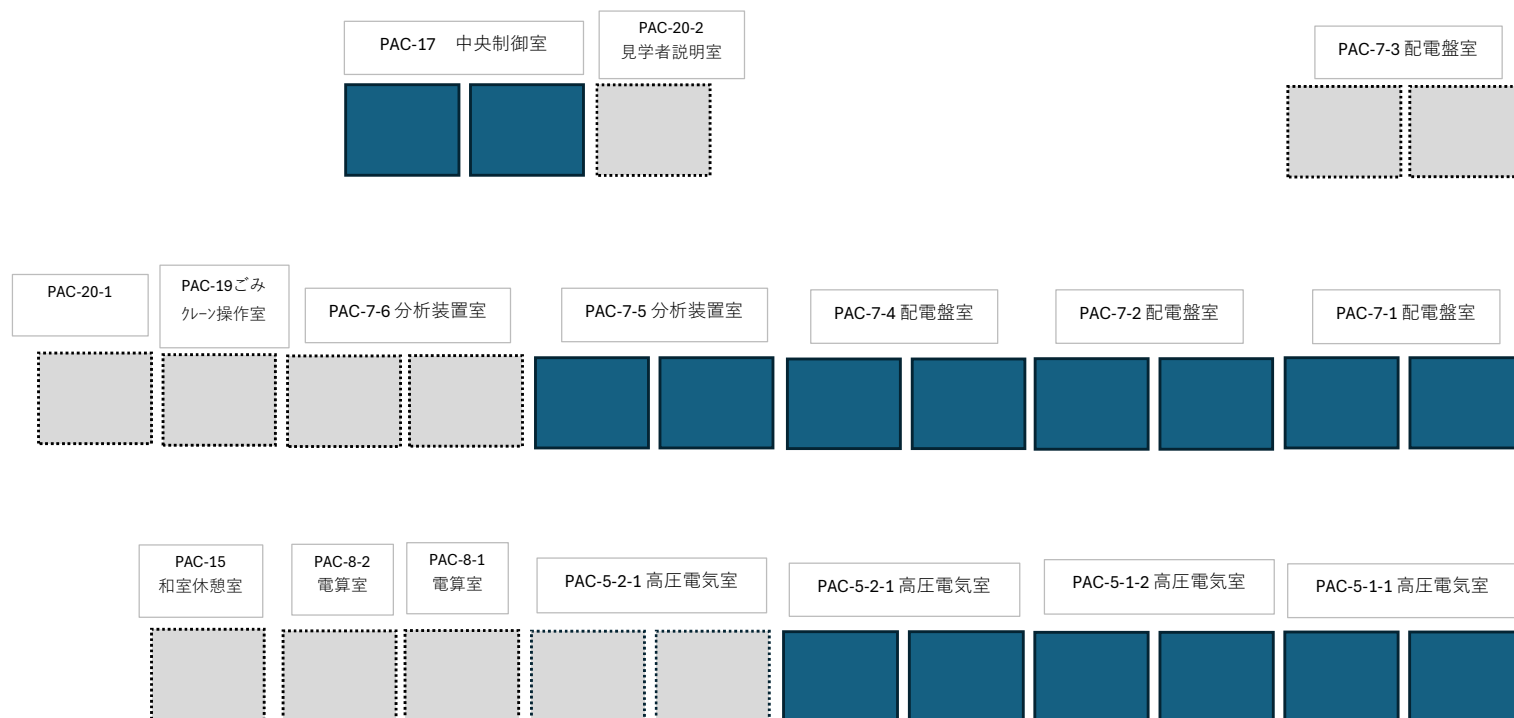 PAC-17　中央制御室
PAC-20-2
見学者説明室
PAC-7-3 配電盤室
PAC-20-1
PAC-19ごみ
ｸﾚｰﾝ操作室
PAC-7-6 分析装置室
PAC-7-5 分析装置室
PAC-7-4 配電盤室
PAC-7-2 配電盤室
PAC-7-1 配電盤室
PAC-15
和室休憩室
PAC-8-2
電算室
PAC-8-1
電算室
PAC-5-2-1 高圧電気室
PAC-5-2-1 高圧電気室
PAC-5-1-2 高圧電気室
PAC-5-1-1 高圧電気室